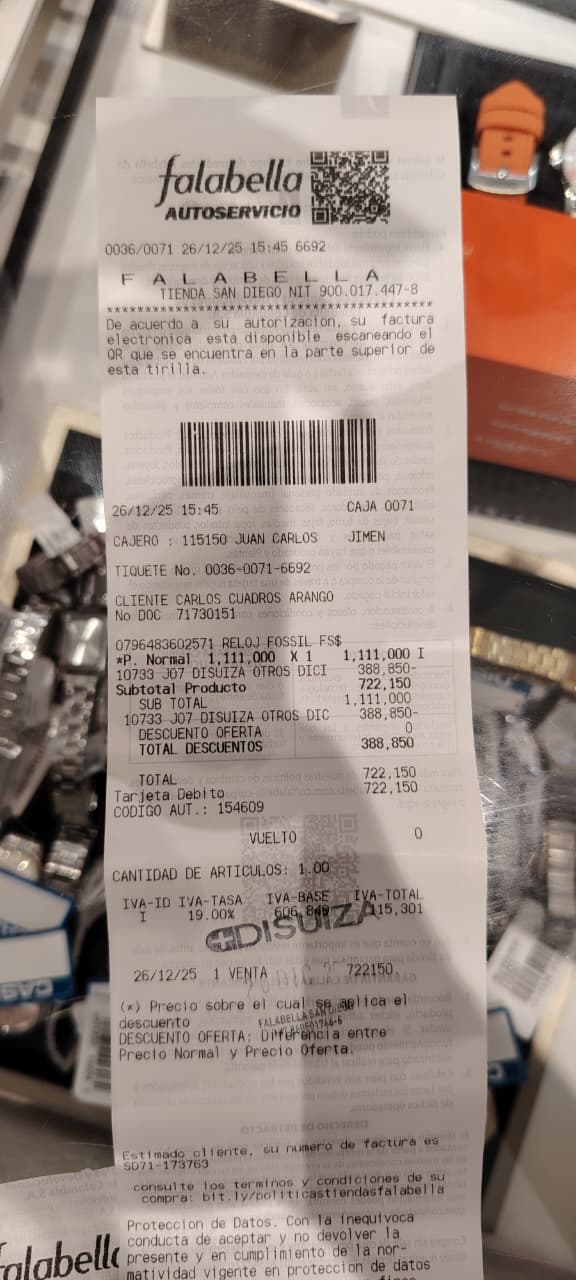 falabella
AUTOSERVICIO
0036/0071 26/12/25 15:45 6692
F A L A B E L L A
TIENDA SAN DIEGO NIT 900.017.447-8
**********************************************
De acuerdo a su autorizacion, su factura
electronica esta disponible escaneando el
QR que se encuentra en la parte superior de
esta tirilla.
26/12/25 15:45 CAJA 0071
CAJERO : 115150 JUAN CARLOS JIMEN
TIQUETE No. 0036-0071-6692
CLIENTE CARLOS CUADROS ARANGO
No DOC 71730151
0796483602571 RELOJ FOSSIL FS$
*P. Normal 1,111,000 X 1 1,111,000 I
10733 J07 DISUIZA OTROS DICI 388,850-
Subtotal Producto 722,150
SUB TOTAL 1,111,000
10733 J07 DISUIZA OTROS DIC 388,850-
DESCUENTO OFERTA 0
TOTAL DESCUENTOS 388,850
TOTAL 722,150
Tarjeta Debito 722,150
CODIGO AUT.: 154609
VUELTO 0
CANTIDAD DE ARTICULOS: 1.00
IVA-ID IVA-TASA IVA-BASE IVA-TOTAL
I 19.00% 606,849 115,301
DISUIZA
26/12/25 1 VENTA 722150,
(*) Precio sobre el cual se aplica el
descuento
FALABELLA SAN DIEGO
DESCUENTO OFERTA: Diferencia entre
Precio Normal y Precio Oferta.
Estimado cliente, su numero de factura es
SD71-173763
consulte los terminos y condiciones de su
compra: bit.ly/politicastiendasfalabella
Proteccion de Datos. Con la inequivoca
conducta de aceptar y no devolver la
presente y en cumplimiento de la nor-
matividad vigente en proteccion de datos
falabella
CAS